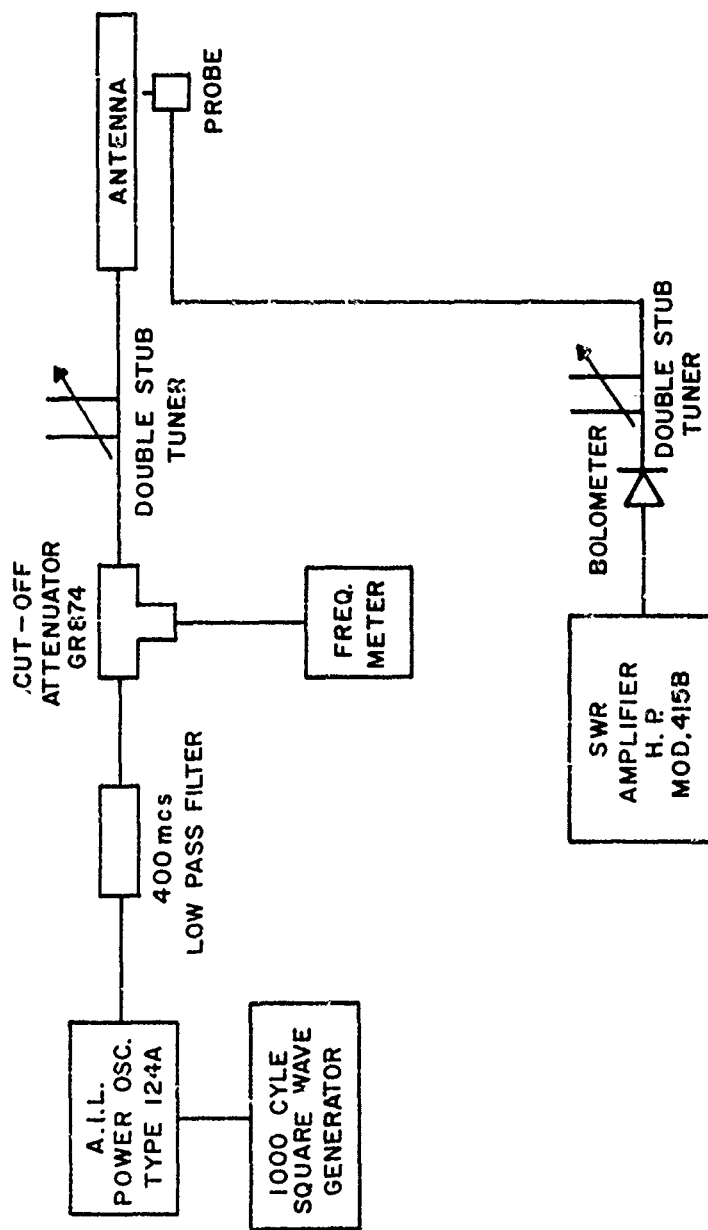 A.I.L.
POWER OSC.
TYPE 124A
1000 CYLE
SQUARE WAVE
GENERATOR
400 mcs
LOW PASS FILTER
CUT-OFF
ATTENUATOR
GR874
FREQ.
METER
DOUBLE STUB
TUNER
ANTENNA
PROBE
SWR
AMPLIFIER
H. P.
MOD. 415B
BOLOMETER
DOUBLE STUB
TUNER